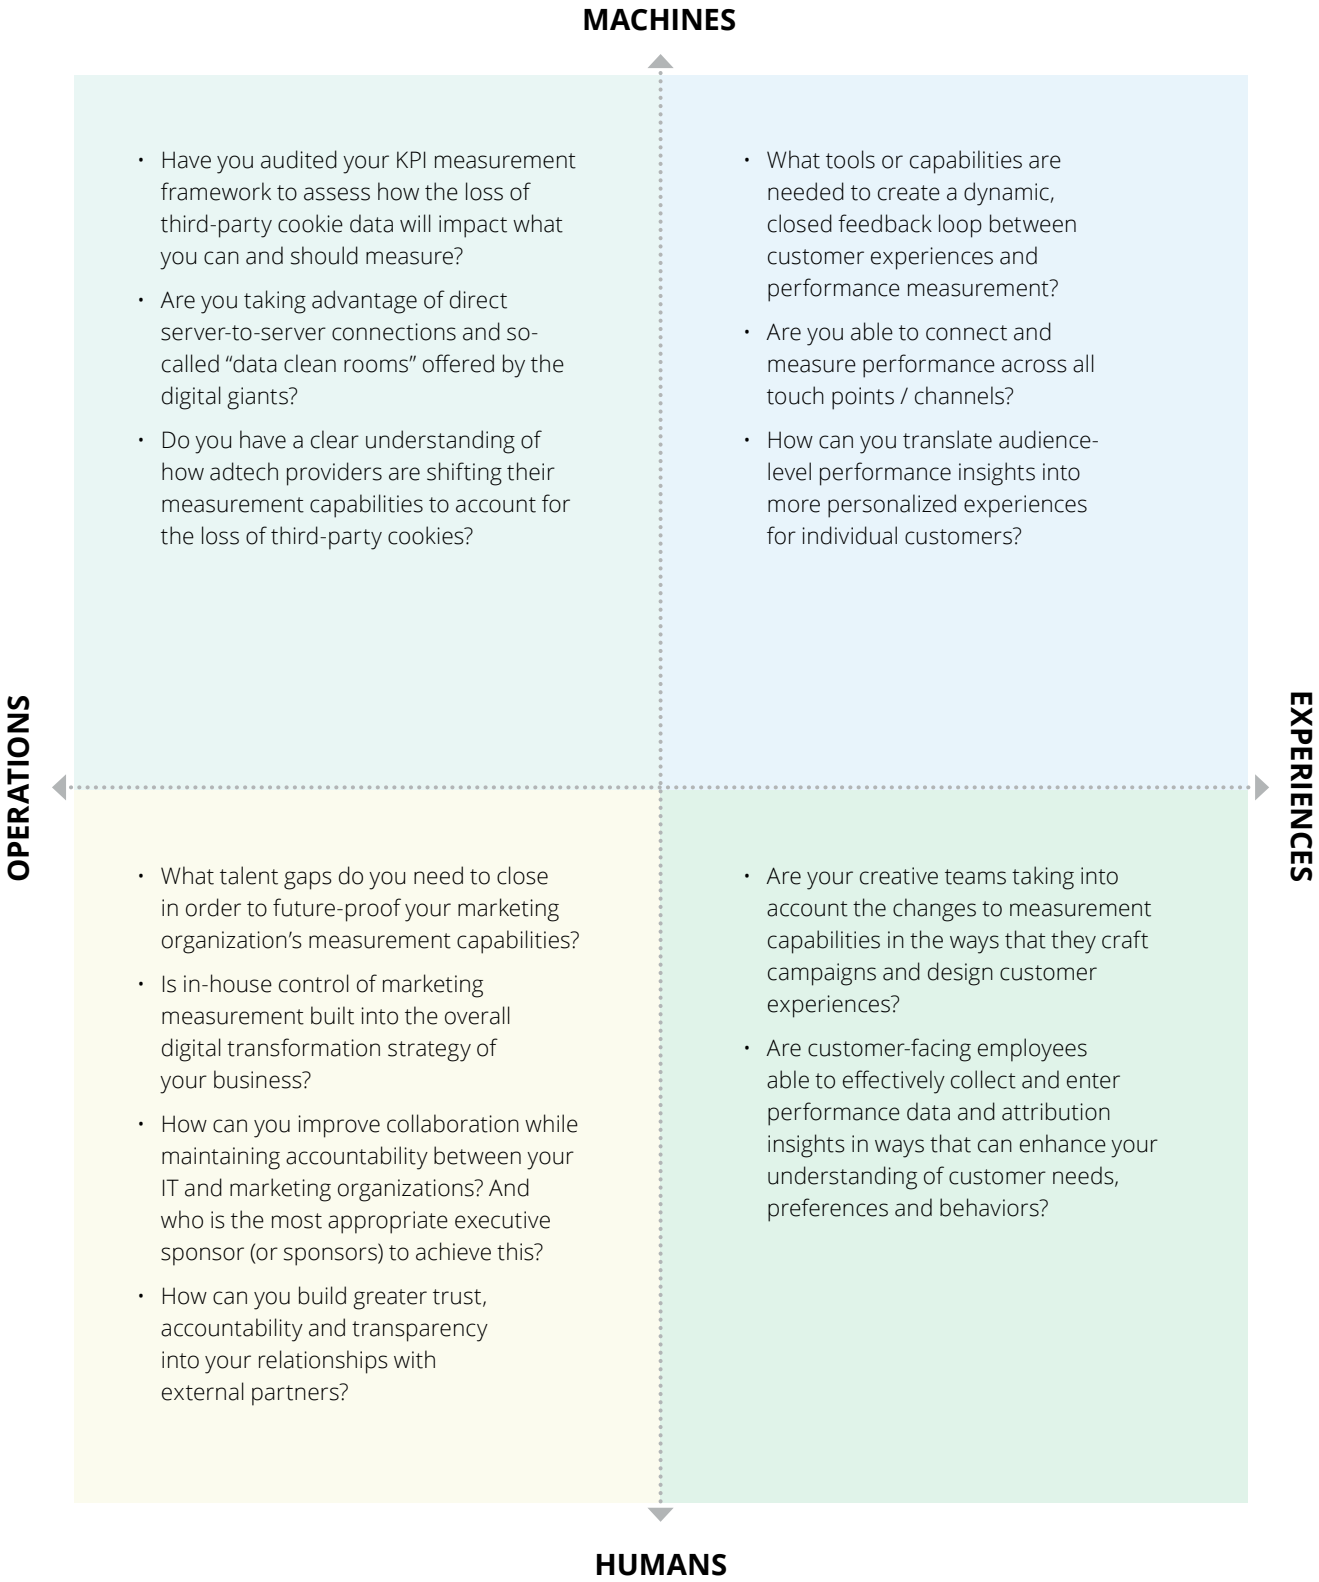 MACHINES
• Have you audited your KPI measurement
framework to assess how the loss of
third-party cookie data will impact what
you can and should measure?
• Are you taking advantage of direct
server-to-server connections and so-
called “data clean rooms” offered by the
digital giants?
• Do you have a clear understanding of
how adtech providers are shifting their
measurement capabilities to account for
the loss of third-party cookies?
• What tools or capabilities are
needed to create a dynamic,
closed feedback loop between
customer experiences and
performance measurement?
• Are you able to connect and
measure performance across all
touch points / channels?
• How can you translate audience-
level performance insights into
more personalized experiences
for individual customers?
OPERATIONS
EXPERIENCES
• What talent gaps do you need to close
in order to future-proof your marketing
organization’s measurement capabilities?
• Is in-house control of marketing
measurement built into the overall
digital transformation strategy of
your business?
• How can you improve collaboration while
maintaining accountability between your
IT and marketing organizations? And
who is the most appropriate executive
sponsor (or sponsors) to achieve this?
• How can you build greater trust,
accountability and transparency
into your relationships with
external partners?
• Are your creative teams taking into
account the changes to measurement
capabilities in the ways that they craft
campaigns and design customer
experiences?
• Are customer-facing employees
able to effectively collect and enter
performance data and attribution
insights in ways that can enhance your
understanding of customer needs,
preferences and behaviors?
HUMANS